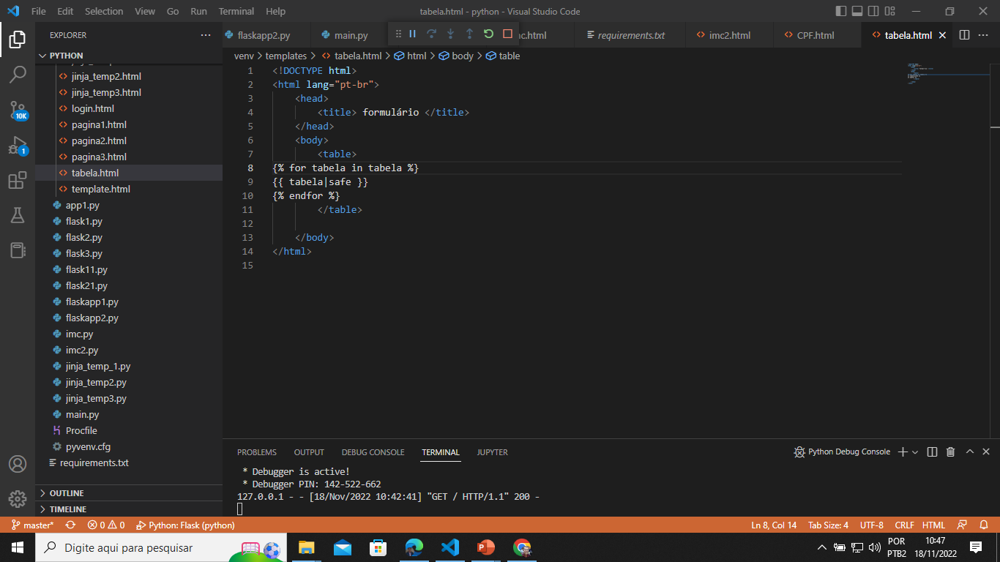 File Edit Selection View Go Run Terminal Help
tabela.html - python - Visual Studio Code
EXPLORER
PYTHON
jinja_temp2.html
jinja_temp3.html
login.html
pagina1.html
pagina2.html
pagina3.html
tabela.html
template.html
app1.py
flask1.py
flask2.py
flask3.py
flask11.py
flask21.py
flaskapp1.py
flaskapp2.py
imc.py
imc2.py
jinja_temp_1.py
jinja_temp2.py
jinja_temp3.py
main.py
Procfile
pyvenv.cfg
requirements.txt
OUTLINE
TIMELINE
10K
1
flaskapp2.py main.py nc.html requirements.txt imc2.html CPF.html tabela.html
venv > templates > tabela.html > html > body > table
1 <!DOCTYPE html>
2 <html lang="pt-br">
3 <head>
4 <title> formulário </title>
5 </head>
6 <body>
7 <table>
8 {% for tabela in tabela %}
9 {{ tabela|safe }}
10 {% endfor %}
11 </table>
12
13 </body>
14 </html>
15
PROBLEMS OUTPUT DEBUG CONSOLE TERMINAL JUPYTER
Python Debug Console
* Debugger is active!
* Debugger PIN: 142-522-662
127.0.0.1 - - [18/Nov/2022 10:42:41] "GET / HTTP/1.1" 200 -
master* 0 0 Python: Flask (python)
Ln 8, Col 14 Tab Size: 4 UTF-8 CRLF HTML
Digite aqui para pesquisar
POR
PTB2
10:47
18/11/2022